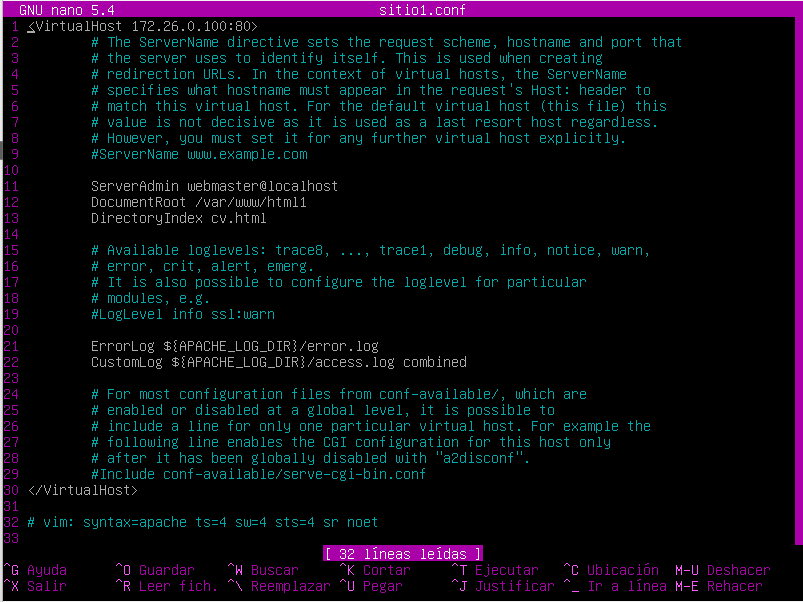 GNU nano 5.4 sitio1.conf
1 <VirtualHost 172.26.0.100:80>
2 # The ServerName directive sets the request scheme, hostname and port that
3 # the server uses to identify itself. This is used when creating
4 # redirection URLs. In the context of virtual hosts, the ServerName
5 # specifies what hostname must appear in the request's Host: header to
6 # match this virtual host. For the default virtual host (this file) this
7 # value is not decisive as it is used as a last resort host regardless.
8 # However, you must set it for any further virtual host explicitly.
9 #ServerName www.example.com
10
11 ServerAdmin webmaster@localhost
12 DocumentRoot /var/www/html1
13 DirectoryIndex cv.html
14
15 # Available loglevels: trace8, ..., trace1, debug, info, notice, warn,
16 # error, crit, alert, emerg.
17 # It is also possible to configure the loglevel for particular
18 # modules, e.g.
19 #LogLevel info ssl:warn
20
21 ErrorLog ${APACHE_LOG_DIR}/error.log
22 CustomLog ${APACHE_LOG_DIR}/access.log combined
23
24 # For most configuration files from conf-available/, which are
25 # enabled or disabled at a global level, it is possible to
26 # include a line for only one particular virtual host. For example the
27 # following line enables the CGI configuration for this host only
28 # after it has been globally disabled with "a2disconf".
29 #Include conf-available/serve-cgi-bin.conf
30 </VirtualHost>
31
32 # vim: syntax=apache ts=4 sw=4 sts=4 sr noet
33
[ 32 líneas leídas ]
^G Ayuda ^O Guardar ^W Buscar ^K Cortar ^T Ejecutar ^C Ubicación M-U Deshacer
^X Salir ^R Leer fich. ^\ Reemplazar ^U Pegar ^J Justificar ^_ Ir a línea M-E Rehacer